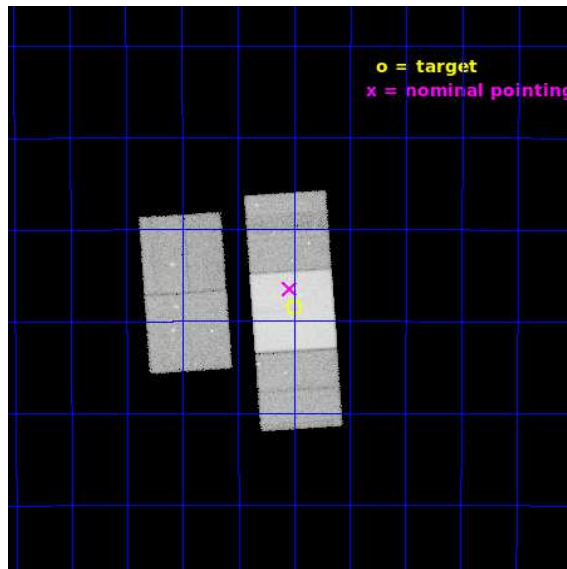 o = target
x = nominal pointing